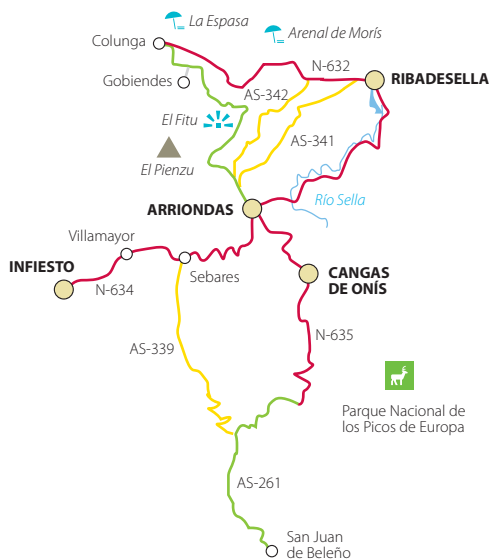 La Espasa
Colunga
Arenal de Morís
N-632
Gobiendes
RIBADESELLA
AS-342
El Fitu
AS-341
El Pienzu
Río Sella
ARRIONDAS
Villamayor
INFIESTO
Sebares
CANGAS
DE ONÍS
N-634
N-635
AS-339
Parque Nacional de
los Picos de Europa
AS-261
San Juan
de Beleño